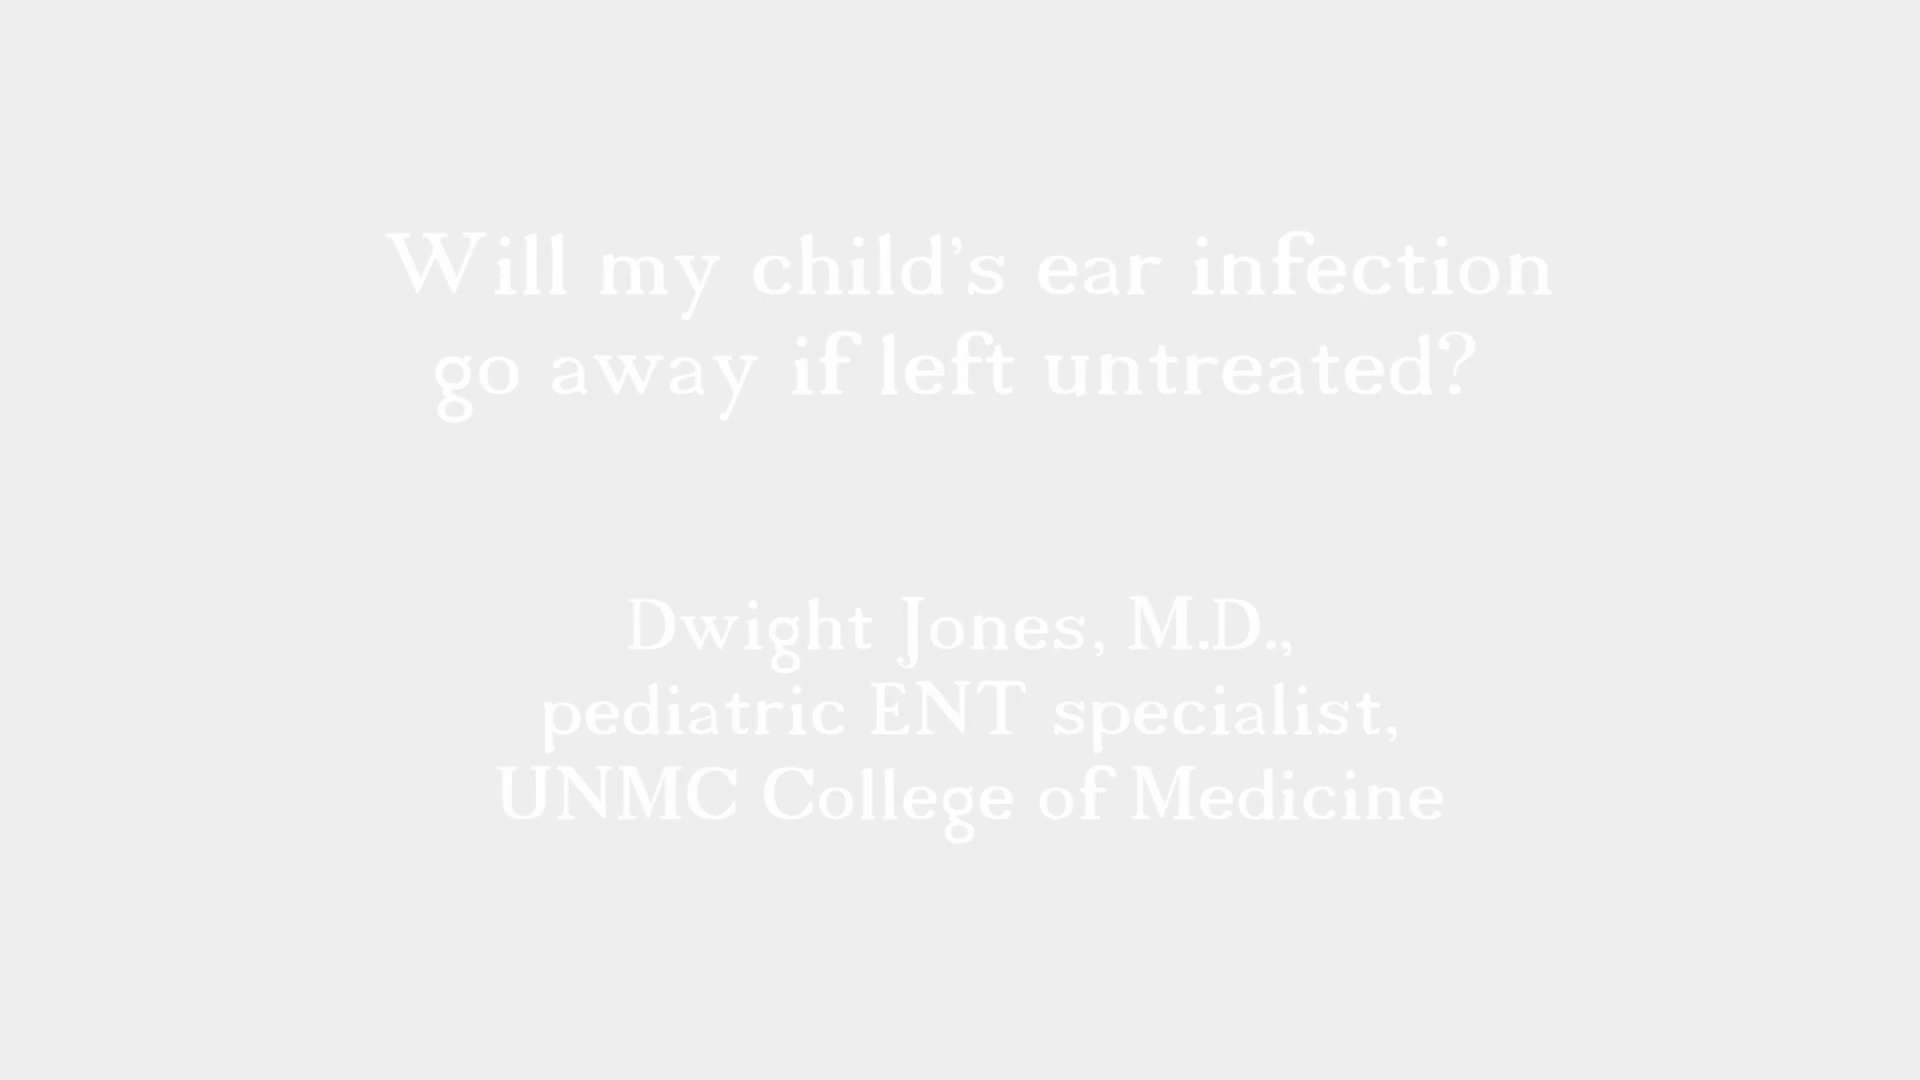 Will my child’s ear infection
go away if left untreated?
Dwight Jones, M.D.,
pediatric ENT specialist,
UNMC College of Medicine